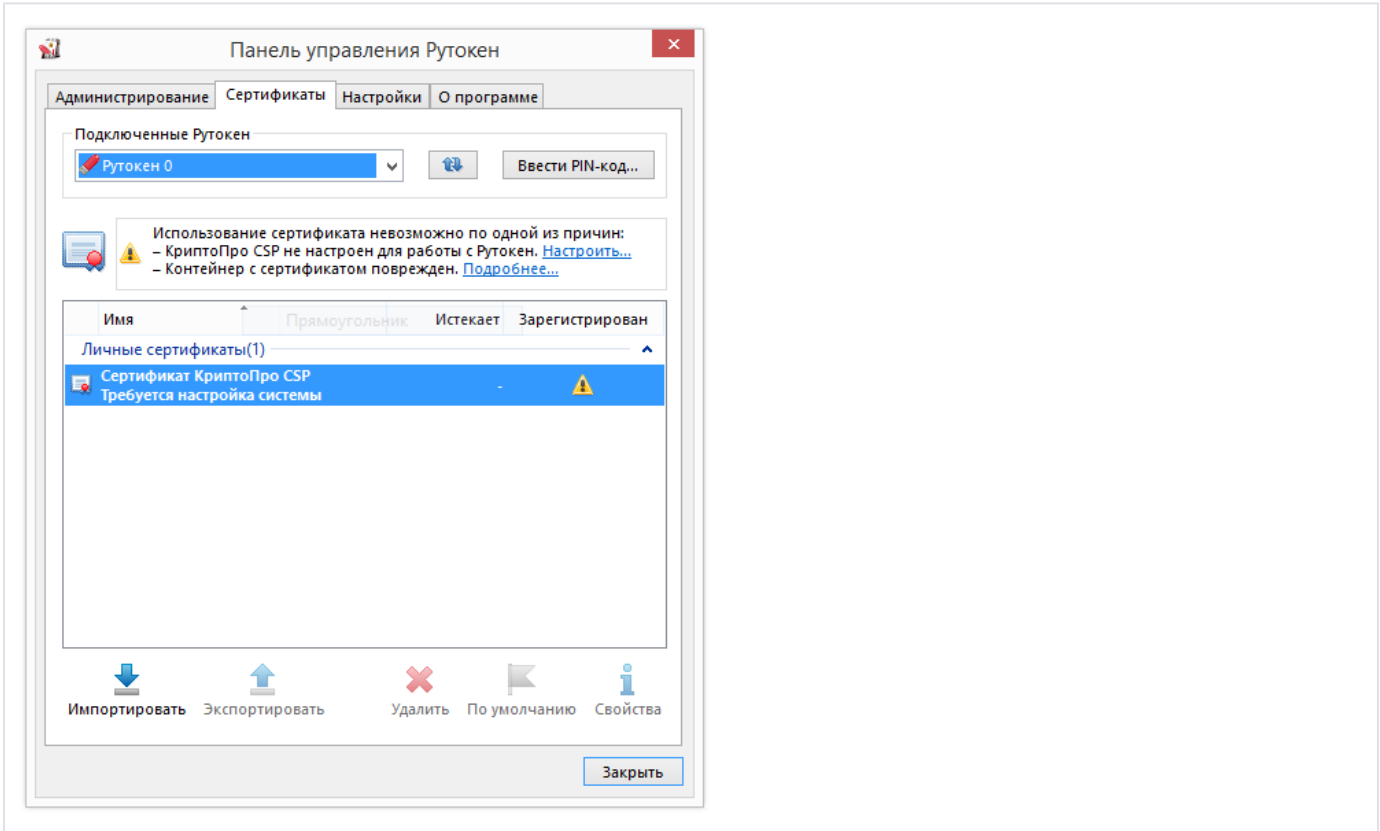 Панель управления Рутокен
Администрирование Сертификаты Настройки О программе
Подключенные Рутокен
Рутокен 0 Ввести PIN-код...
Использование сертификата невозможно по одной из причин:
– КриптоПро CSP не настроен для работы с Рутокен. Настроить...
– Контейнер с сертификатом поврежден. Подробнее...
Имя Прямоугольник Истекает Зарегистрирован
Личные сертификаты(1)
Сертификат КриптоПро CSP -
Требуется настройка системы
Импортировать Экспортировать Удалить По умолчанию Свойства
Закрыть